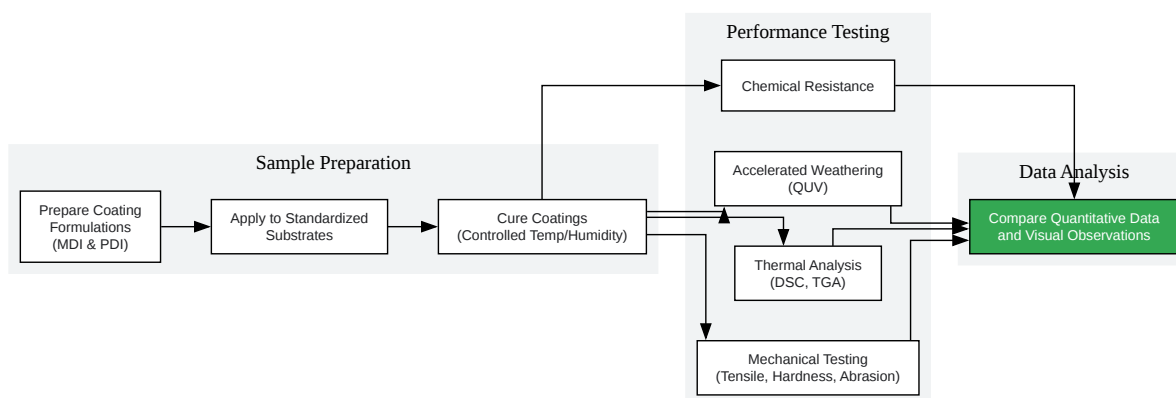 Performance Testing
Chemical Resistance
Sample Preparation
Accelerated Weathering
(QUV)
Data Analysis
Prepare Coating
Formulations
(MDI & PDI)
Apply to Standardized
Substrates
Cure Coatings
(Controlled Temp/Humidity)
Compare Quantitative Data
and Visual Observations
Thermal Analysis
(DSC, TGA)
Mechanical Testing
(Tensile, Hardness, Abrasion)